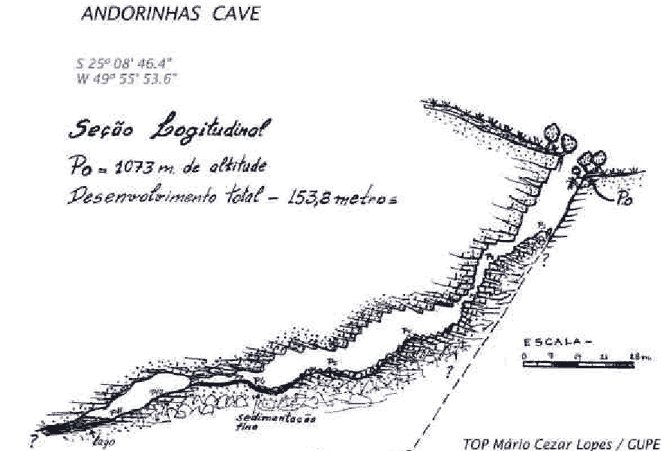 ANDORINHAS CAVE
S 25º 08' 46.4"
W 49º 55' 53.6"
Seção Logitudinal
Po = 1073 m. de altitude
Desenvolvimento total - 153,8 metros
Po
?
ESCALA -
0
?
?
sedimentação
fina
lago
TOP Mário Cezar Lopes / GUPE